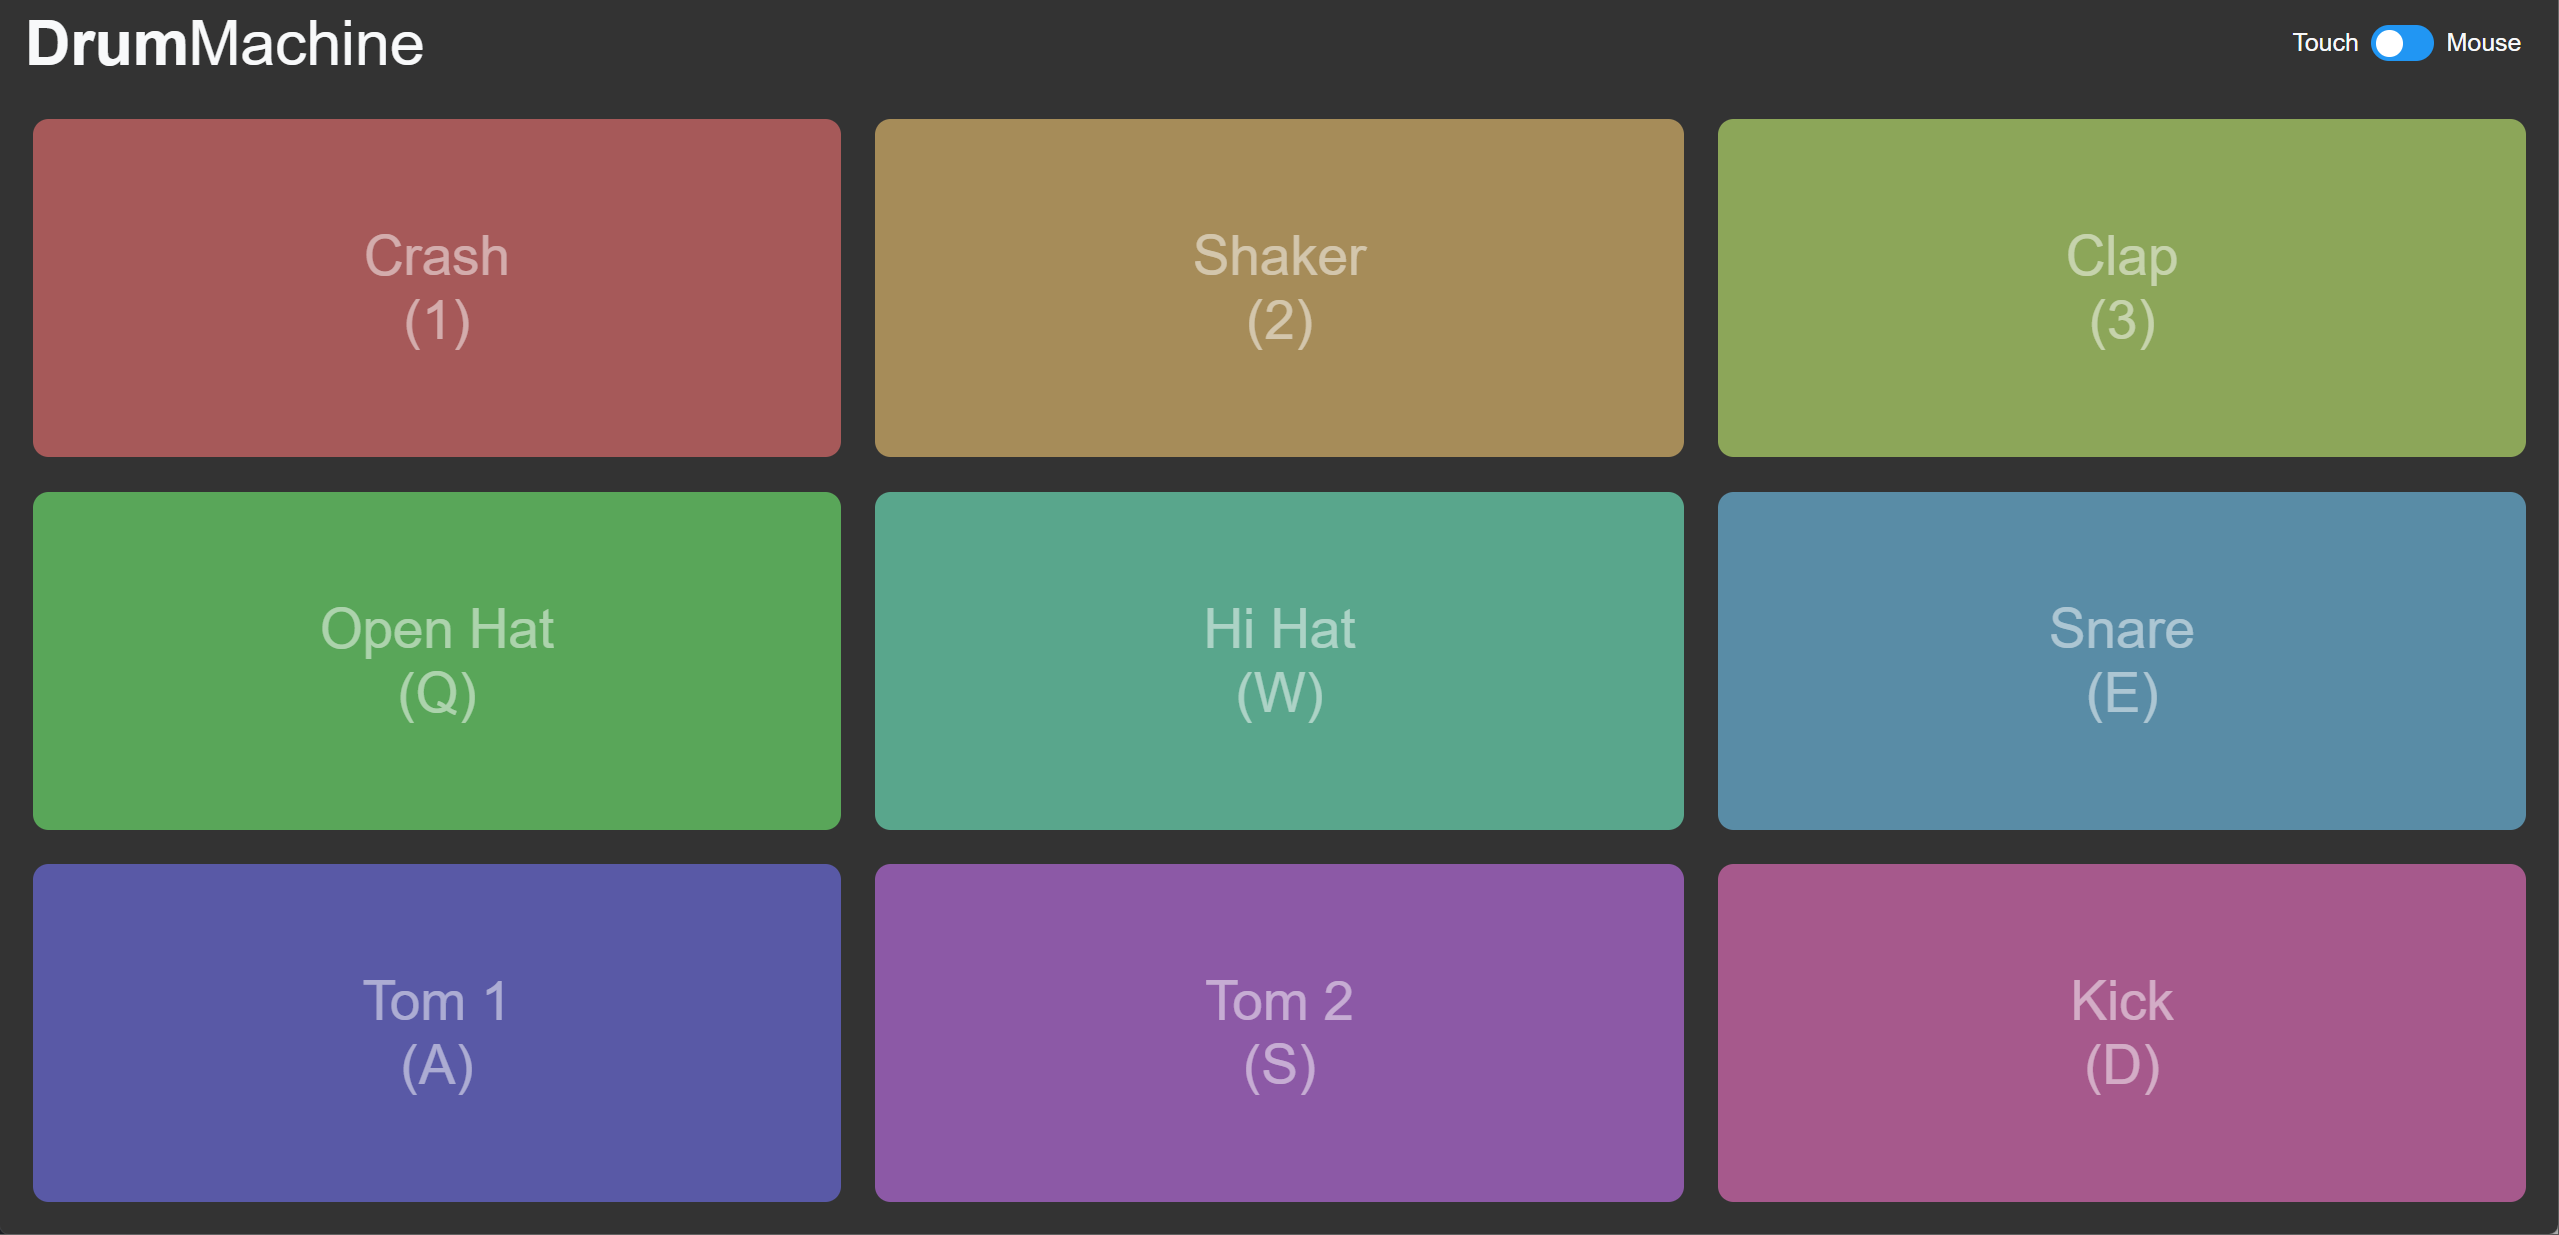 DrumMachine
Touch Mouse
Crash
(1)
Shaker
(2)
Clap
(3)
Open Hat
(Q)
Hi Hat
(W)
Snare
(E)
Tom 1
(A)
Tom 2
(S)
Kick
(D)